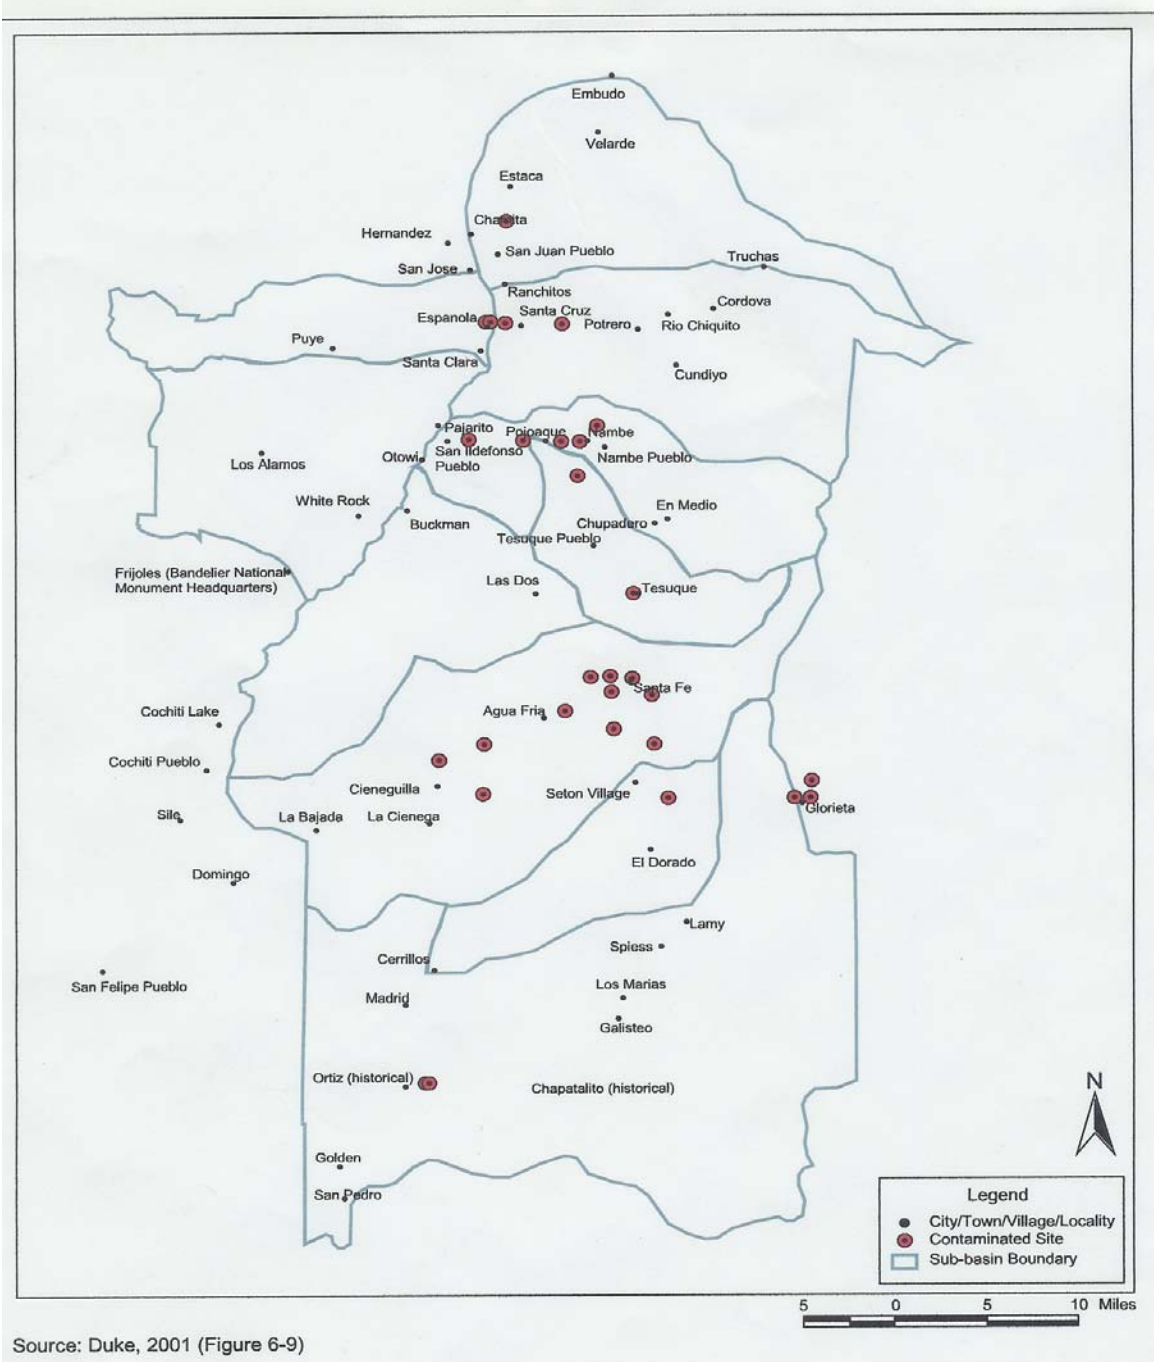 Embudo
Velarde
Estaca
Chamita
Hernandez
San Juan Pueblo
Truchas
San Jose
Ranchitos
Cordova
Santa Cruz
Espanola
Potrero
Rio Chiquito
Puye
Santa Clara
Cundiyo
Pajarito
Pojoaque
Nambe
San Ildefonso
Pueblo
Otowi
Nambe Pueblo
Los Alamos
White Rock
En Medio
Buckman
Chupadero
Tesuque Pueblo
Frijoles (Bandelier National
Monument Headquarters)
Las Dos
Tesuque
Santa Fe
Cochiti Lake
Agua Fria
Cochiti Pueblo
Cieneguilla
Seton Village
Glorieta
Sile
La Bajada
La Cienega
El Dorado
Domingo
Lamy
Spiess
Cerrillos
San Felipe Pueblo
Los Marias
Madrid
Galisteo
Ortiz (historical)
Chapatalito (historical)
N
Golden
San Pedro
Legend
City/Town/Village/Locality
Contaminated Site
Sub-basin Boundary
5 0 5 10 Miles
Source: Duke, 2001 (Figure 6-9)